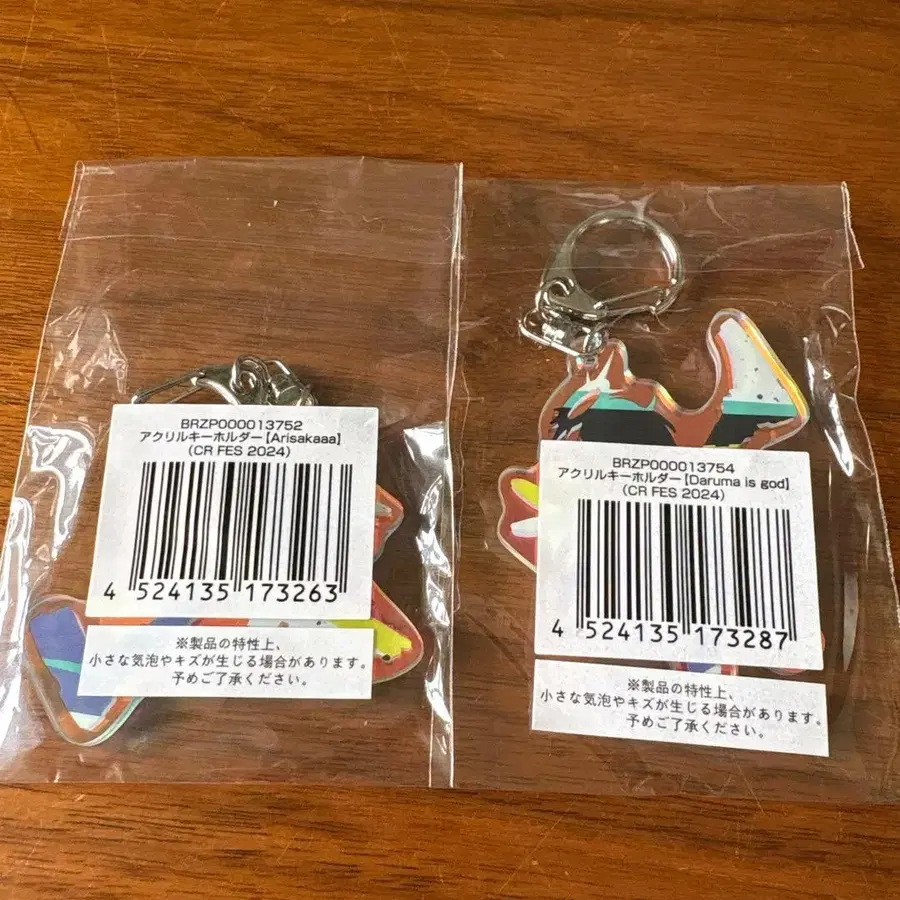 BRZP000013752
アクリルキーホルダー【Arisakaaa】
(CR FES 2024)
4 524135 173263
※製品の特性上、
小さな気泡やキズが生じる場合があります。
予めご了承ください。
BRZP000013754
アクリルキーホルダー【Daruma is god】
(CR FES 2024)
4 524135 173287
※製品の特性上、
小さな気泡やキズが生じる場合があります。
予めご了承ください。